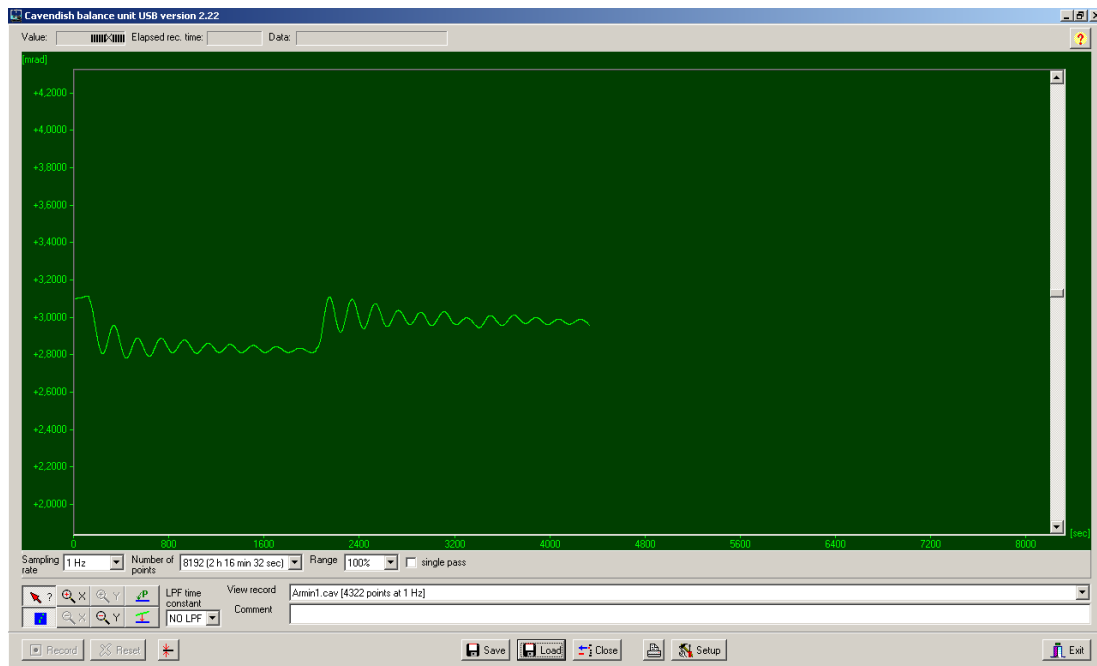 Cavendish balance unit USB version 2.22
Value: Elapsed rec. time: Data:
?
[mrad]
+4,2000
+4,0000
+3,8000
+3,6000
+3,4000
+3,2000
+3,0000
+2,8000
+2,6000
+2,4000
+2,2000
+2,0000
0 800 1600 2400 3200 4000 4800 5600 6400 7200 8000 [sec]
Sampling rate 1 Hz Number of points 8192 (2 h 16 min 32 sec) Range 100% single pass
? X X P LPF time constant View record Armin1.cav [4322 points at 1 Hz]
X Y NO LPF Comment
Record Reset Save Load Close Setup Exit